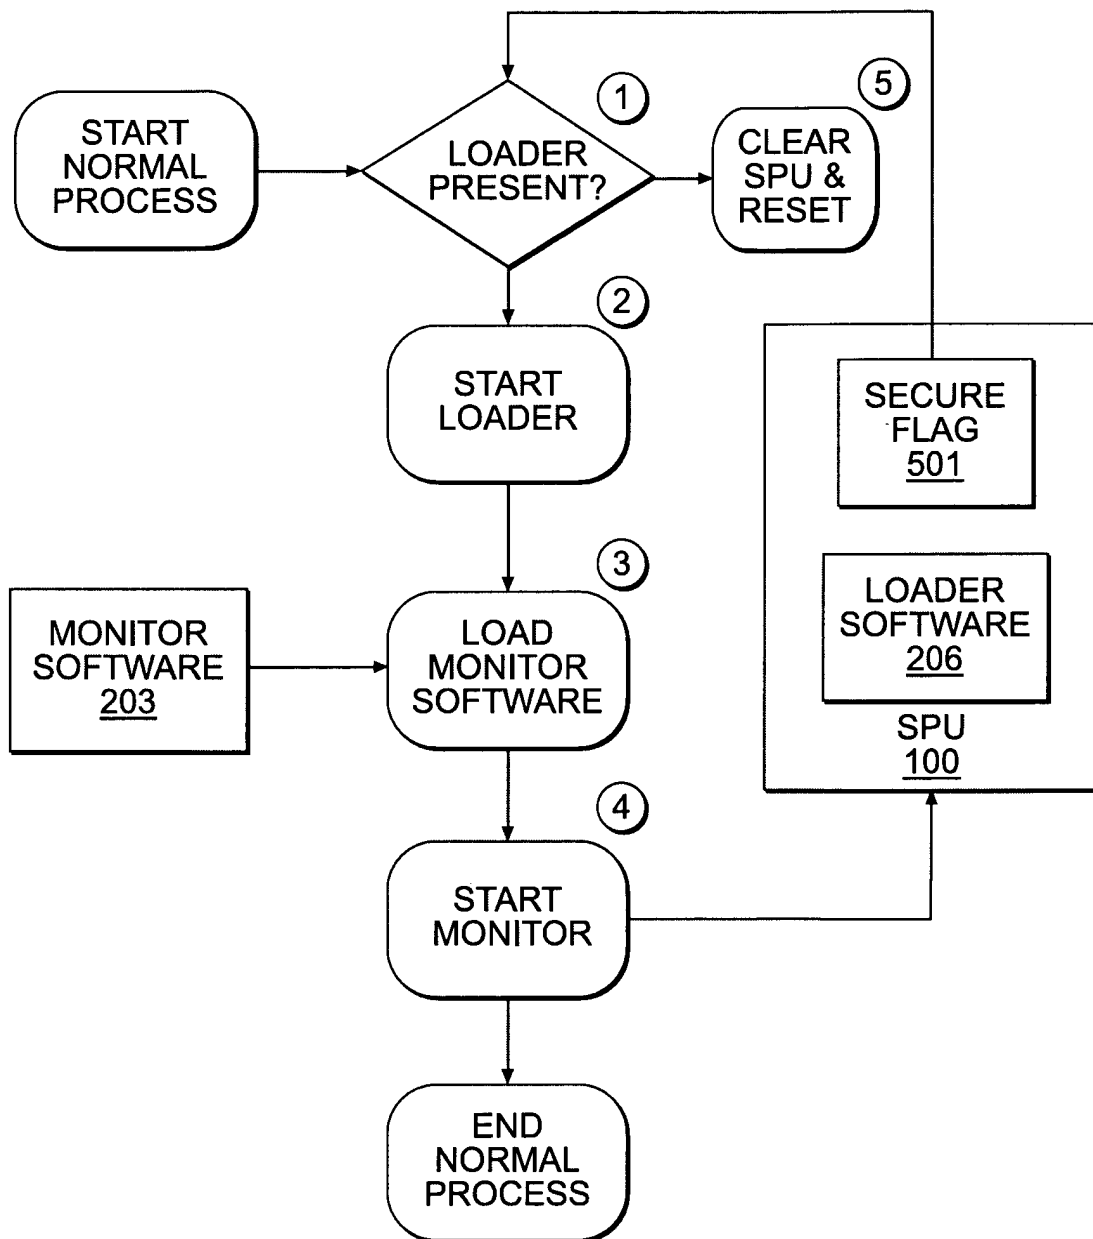 START
NORMAL
PROCESS
1
LOADER
PRESENT?
5
CLEAR
SPU &
RESET
2
START
LOADER
SECURE
FLAG
501
3
LOAD
MONITOR
SOFTWARE
MONITOR
SOFTWARE
203
LOADER
SOFTWARE
206
SPU
100
4
START
MONITOR
END
NORMAL
PROCESS